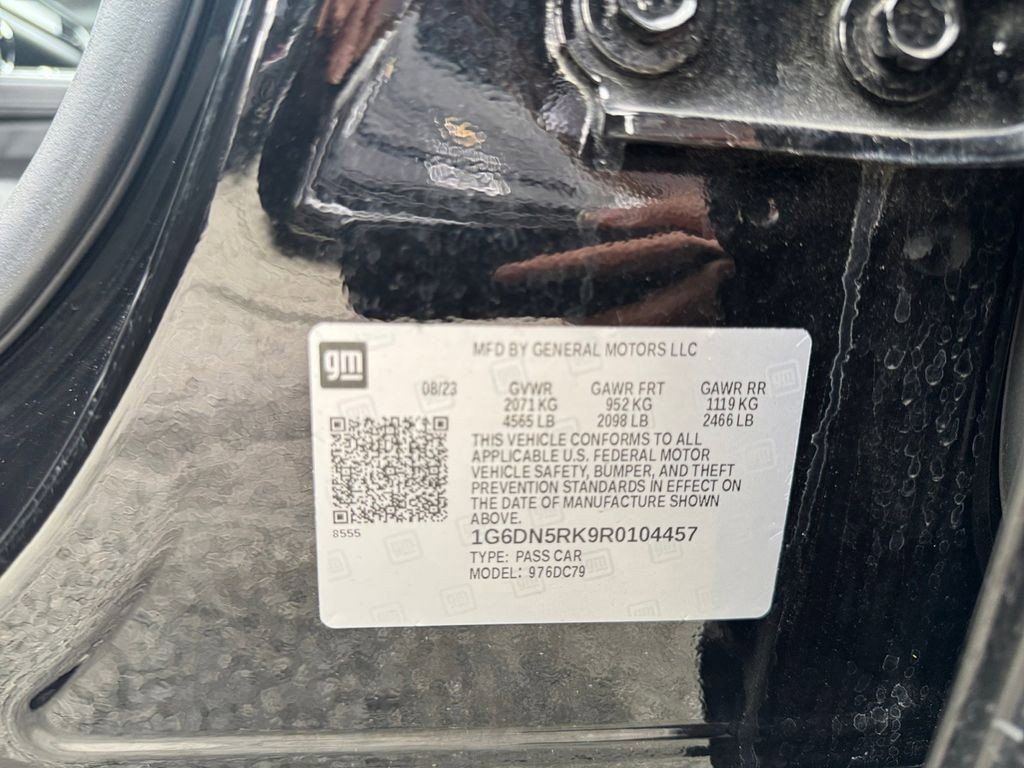 gm
MFD BY GENERAL MOTORS LLC
08/23 GVWR GAWR FRT GAWR RR
2071 KG 952 KG 1119 KG
4565 LB 2098 LB 2466 LB
THIS VEHICLE CONFORMS TO ALL
APPLICABLE U.S. FEDERAL MOTOR
VEHICLE SAFETY, BUMPER, AND THEFT
PREVENTION STANDARDS IN EFFECT ON
THE DATE OF MANUFACTURE SHOWN
ABOVE.
8555
1G6DN5RK9R0104457
TYPE: PASS CAR
MODEL: 976DC79